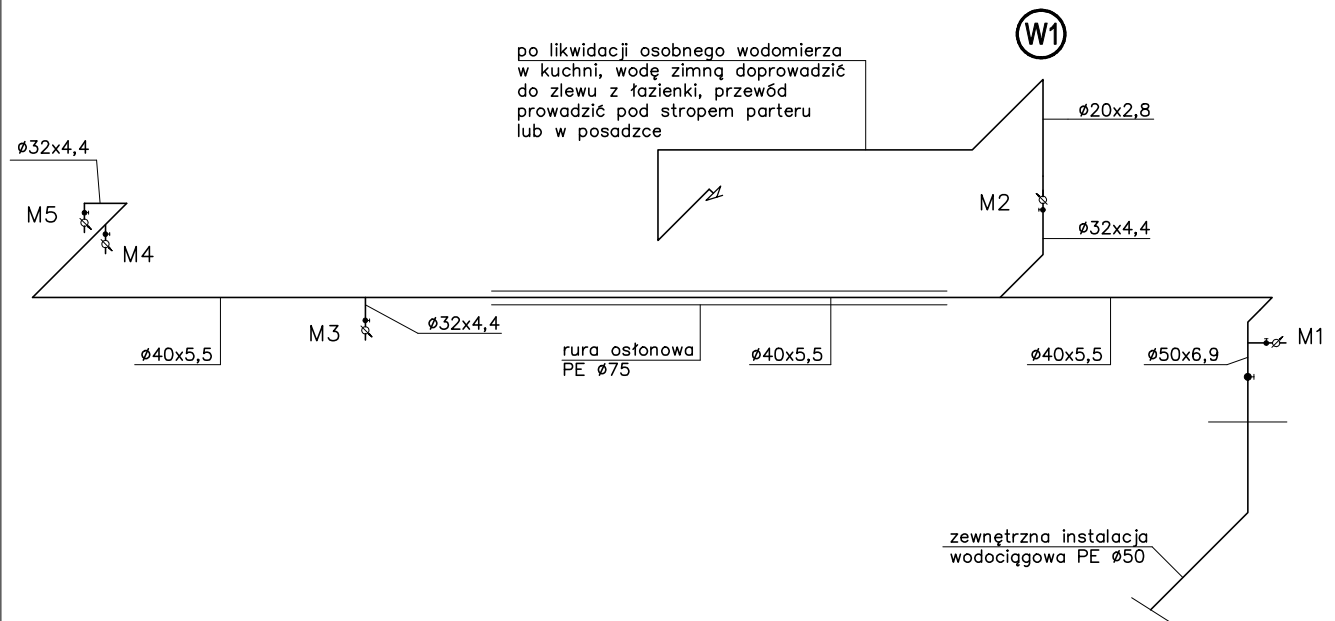 W1
po likwidacji osobnego wodomierza
w kuchni, wodę zimną doprowadzić
do zlewu z łazienki, przewód
prowadzić pod stropem parteru
lub w posadzce
ø20x2,8
ø32x4,4
M5
M4
M2
ø32x4,4
M3
ø32x4,4
M1
ø40x5,5
rura osłonowa
PE ø75
ø40x5,5
ø40x5,5
ø50x6,9
zewnętrzna instalacja
wodociągowa PE ø50